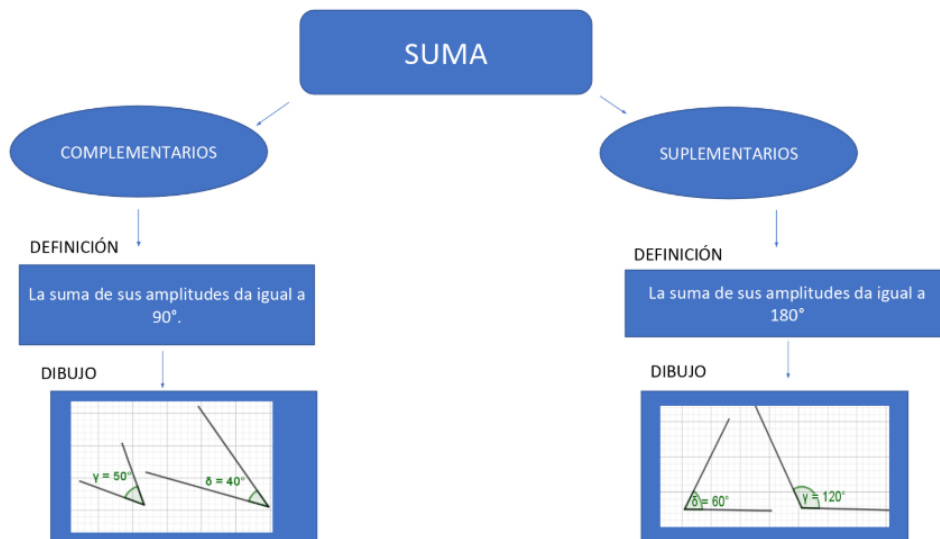 SUMA
COMPLEMENTARIOS
SUPLEMENTARIOS
DEFINICIÓN
La suma de sus amplitudes da igual a
90°.
DEFINICIÓN
La suma de sus amplitudes da igual a
180°
DIBUJO
γ = 50°
δ = 40°
DIBUJO
δ = 60°
γ = 120°